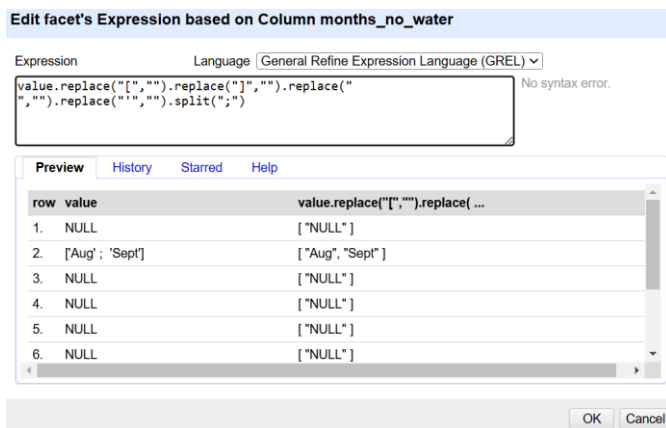 Edit facet's Expression based on Column months_no_water
Expression Language General Refine Expression Language (GREL)
value.replace("[","").replace("]","").replace("
","").replace("'","").split(";")
No syntax error.
Preview History Starred Help
row value value.replace("[","").replace( ...
1. NULL [ "NULL" ]
2. ['Aug' ; 'Sept'] [ "Aug", "Sept" ]
3. NULL [ "NULL" ]
4. NULL [ "NULL" ]
5. NULL [ "NULL" ]
6. NULL [ "NULL" ]
OK Cancel